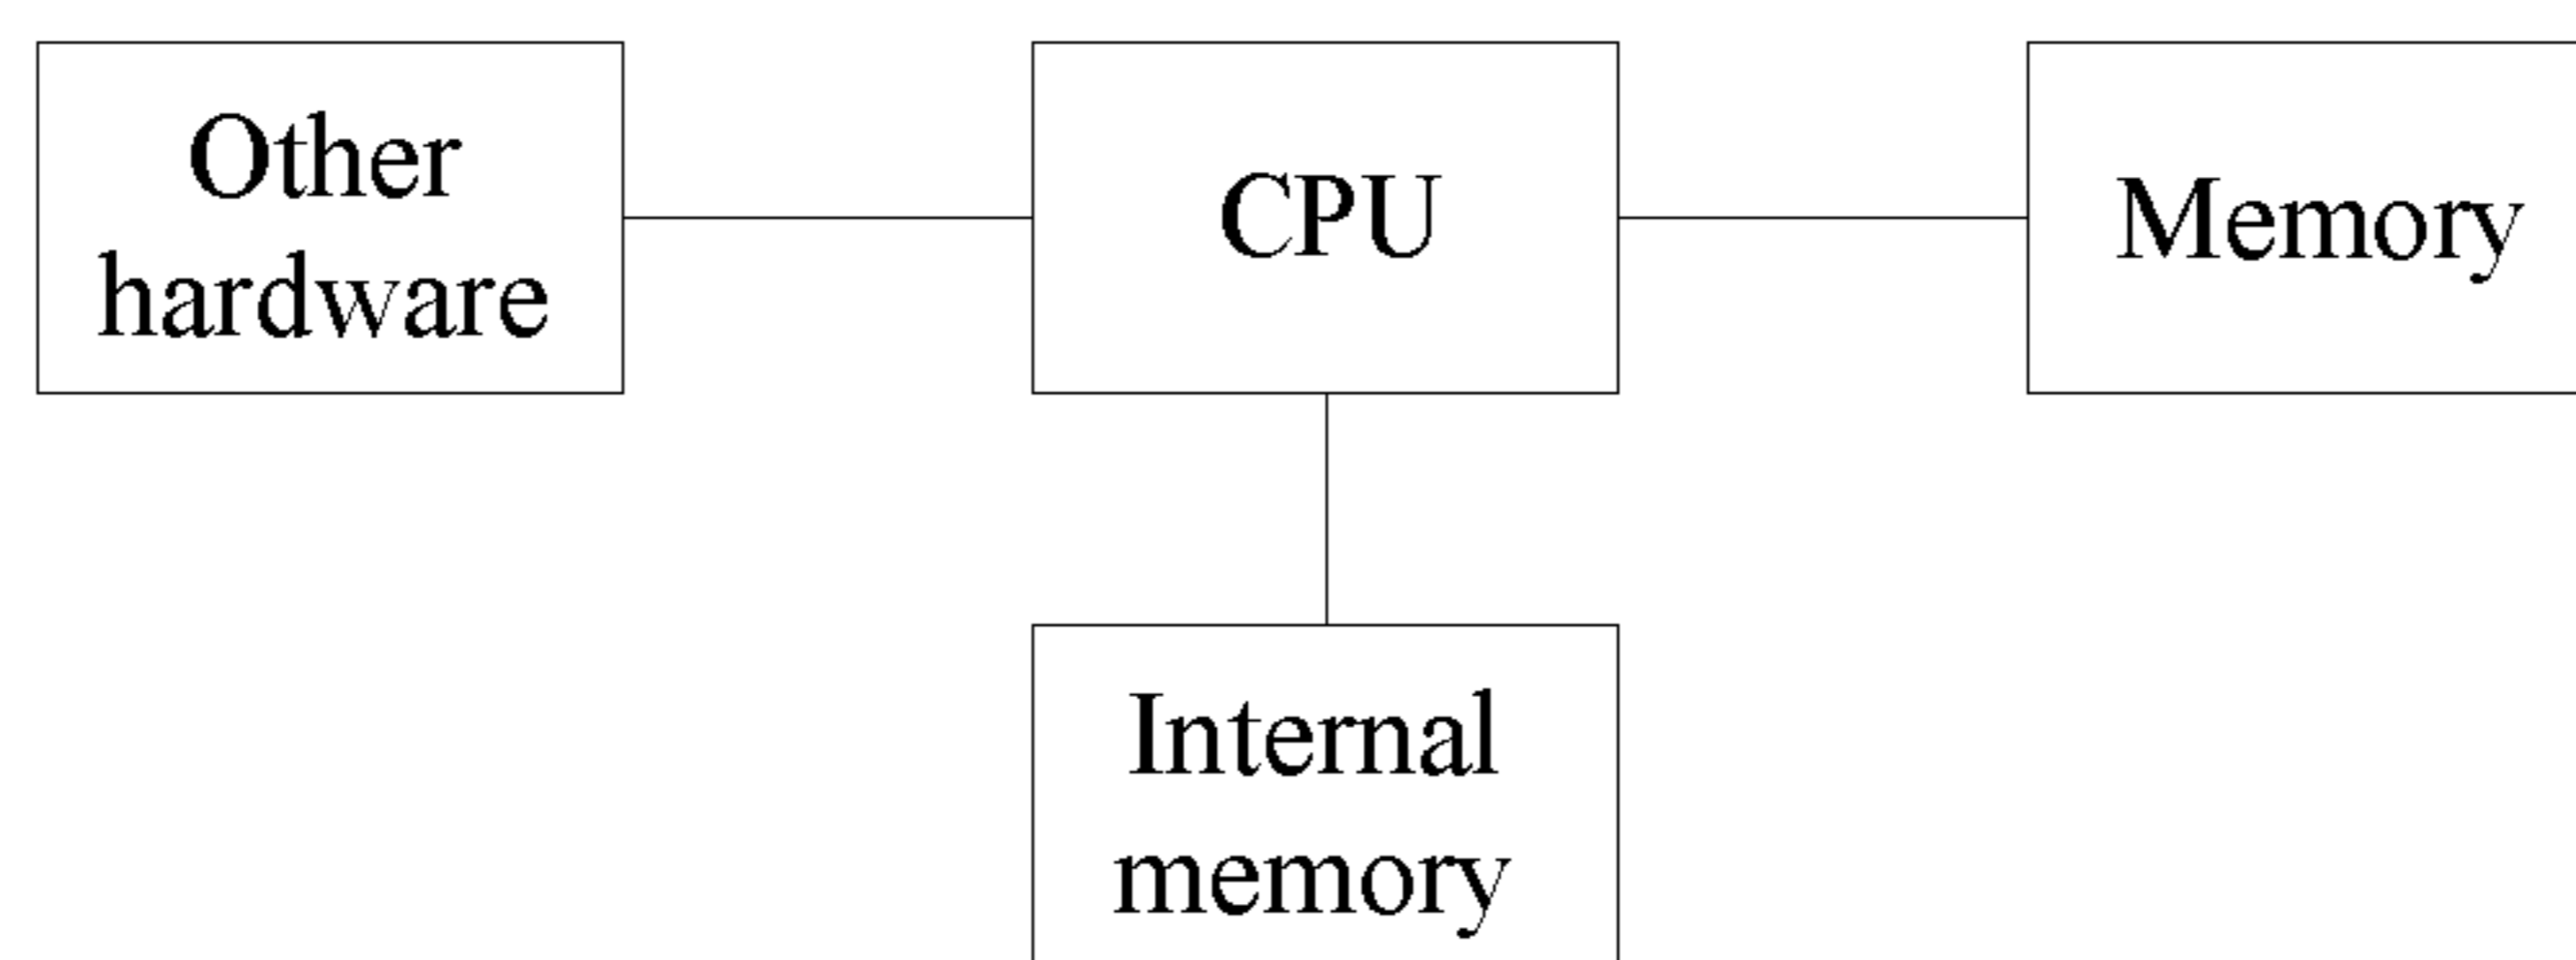 Other
hardware
CPU
Memory
Internal
memory